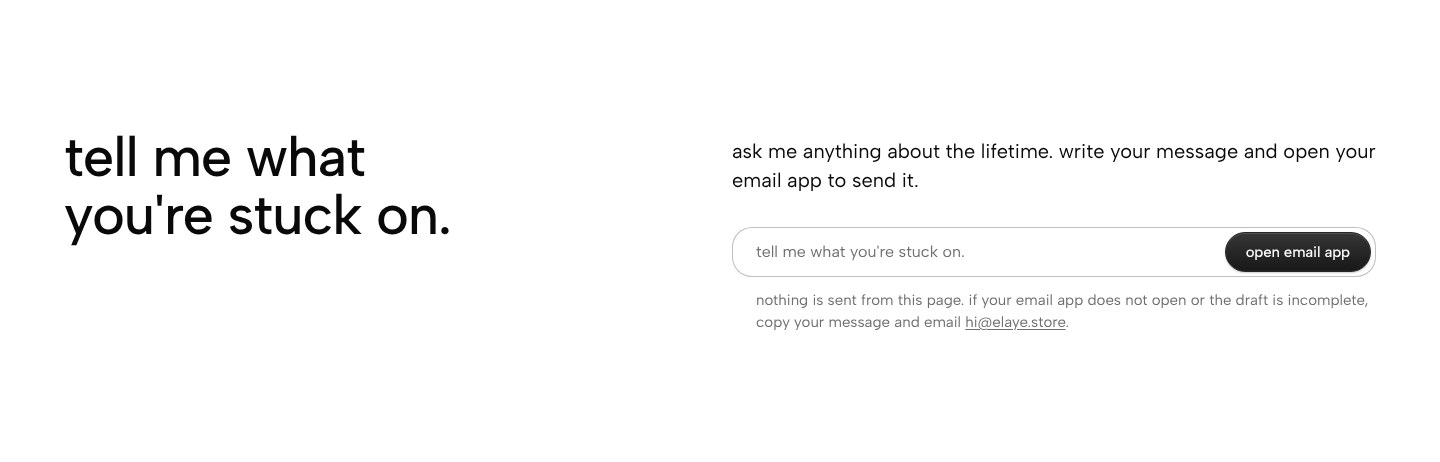 tell me what
you're stuck on.
ask me anything about the lifetime. write your message and open your
email app to send it.
tell me what you're stuck on.
open email app
nothing is sent from this page. if your email app does not open or the draft is incomplete,
copy your message and email hi@elaye.store.